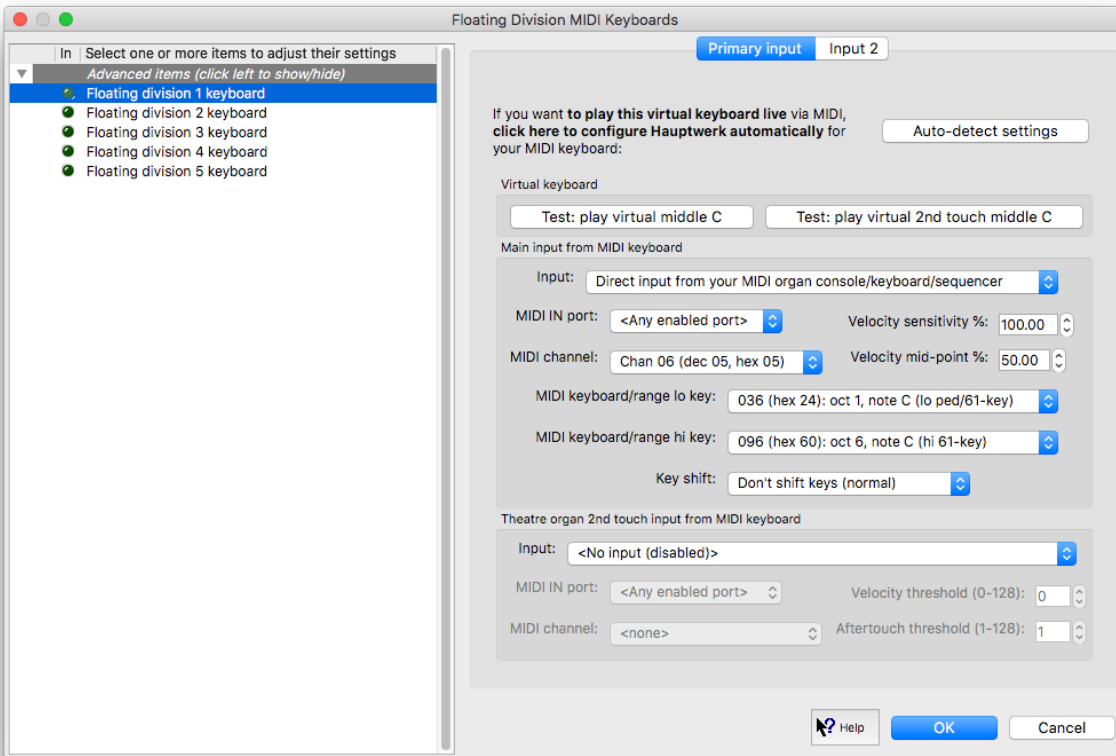 Floating Division MIDI Keyboards
In Select one or more items to adjust their settings
Advanced items (click left to show/hide)
Floating division 1 keyboard
Floating division 2 keyboard
Floating division 3 keyboard
Floating division 4 keyboard
Floating division 5 keyboard
Primary input Input 2
If you want to play this virtual keyboard live via MIDI,
click here to configure Hauptwerk automatically for
your MIDI keyboard:
Auto-detect settings
Virtual keyboard
Test: play virtual middle C Test: play virtual 2nd touch middle C
Main input from MIDI keyboard
Input: Direct input from your MIDI organ console/keyboard/sequencer
MIDI IN port: <Any enabled port> Velocity sensitivity %: 100.00
MIDI channel: Chan 06 (dec 05, hex 05) Velocity mid-point %: 50.00
MIDI keyboard/range lo key: 036 (hex 24): oct 1, note C (lo ped/61-key)
MIDI keyboard/range hi key: 096 (hex 60): oct 6, note C (hi 61-key)
Key shift: Don't shift keys (normal)
Theatre organ 2nd touch input from MIDI keyboard
Input: <No input (disabled)>
MIDI IN port: <Any enabled port> Velocity threshold (0-128): 0
MIDI channel: <none> Aftertouch threshold (1-128): 1
Help OK Cancel